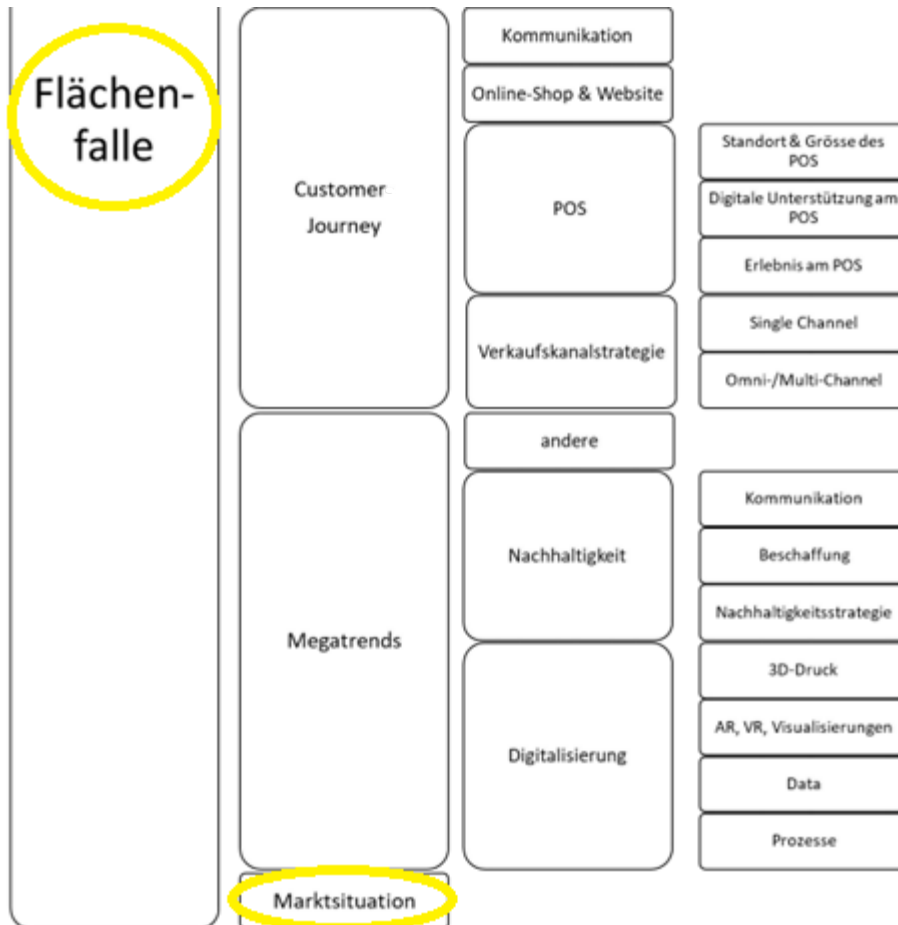 Flächen-
falle
Customer
Journey
Kommunikation
Online-Shop & Website
POS
Standort & Grösse des
POS
Digitale Unterstützung am
POS
Erlebnis am POS
Verkaufskanalstrategie
Single Channel
Omni-/Multi-Channel
Megatrends
andere
Nachhaltigkeit
Kommunikation
Beschaffung
Nachhaltigkeitsstrategie
Digitalisierung
3D-Druck
AR, VR, Visualisierungen
Data
Prozesse
Marktsituation